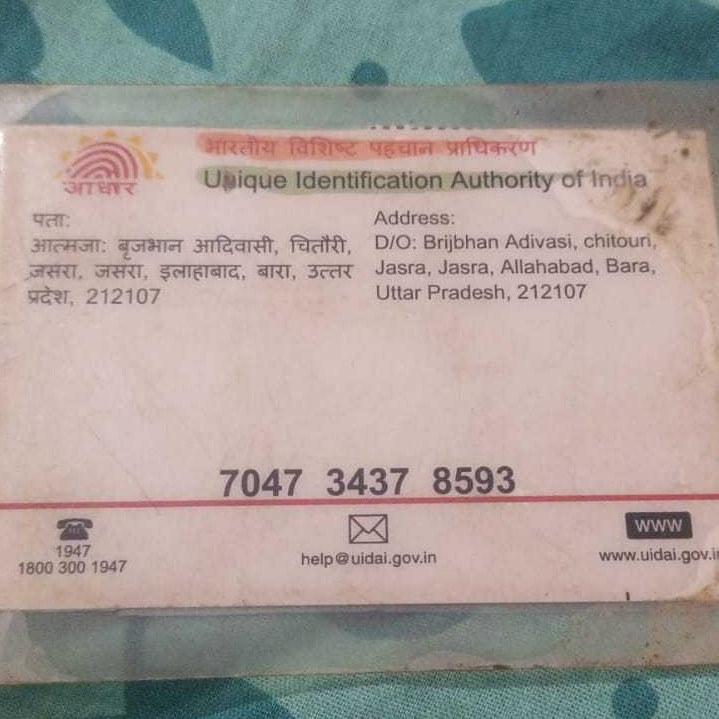 भारतीय विशिष्ट पहचान प्राधिकरण
आधार
Unique Identification Authority of India
पता:
आत्मजा: बृजभान आदिवासी, चितौरी,
जसरा, जसरा, इलाहाबाद, बारा, उत्तर
प्रदेश, 212107
Address:
D/O: Brijbhan Adivasi, chitouri,
Jasra, Jasra, Allahabad, Bara,
Uttar Pradesh, 212107
7047 3437 8593
1947
1800 300 1947
help@uidai.gov.in
WWW
www.uidai.gov.in